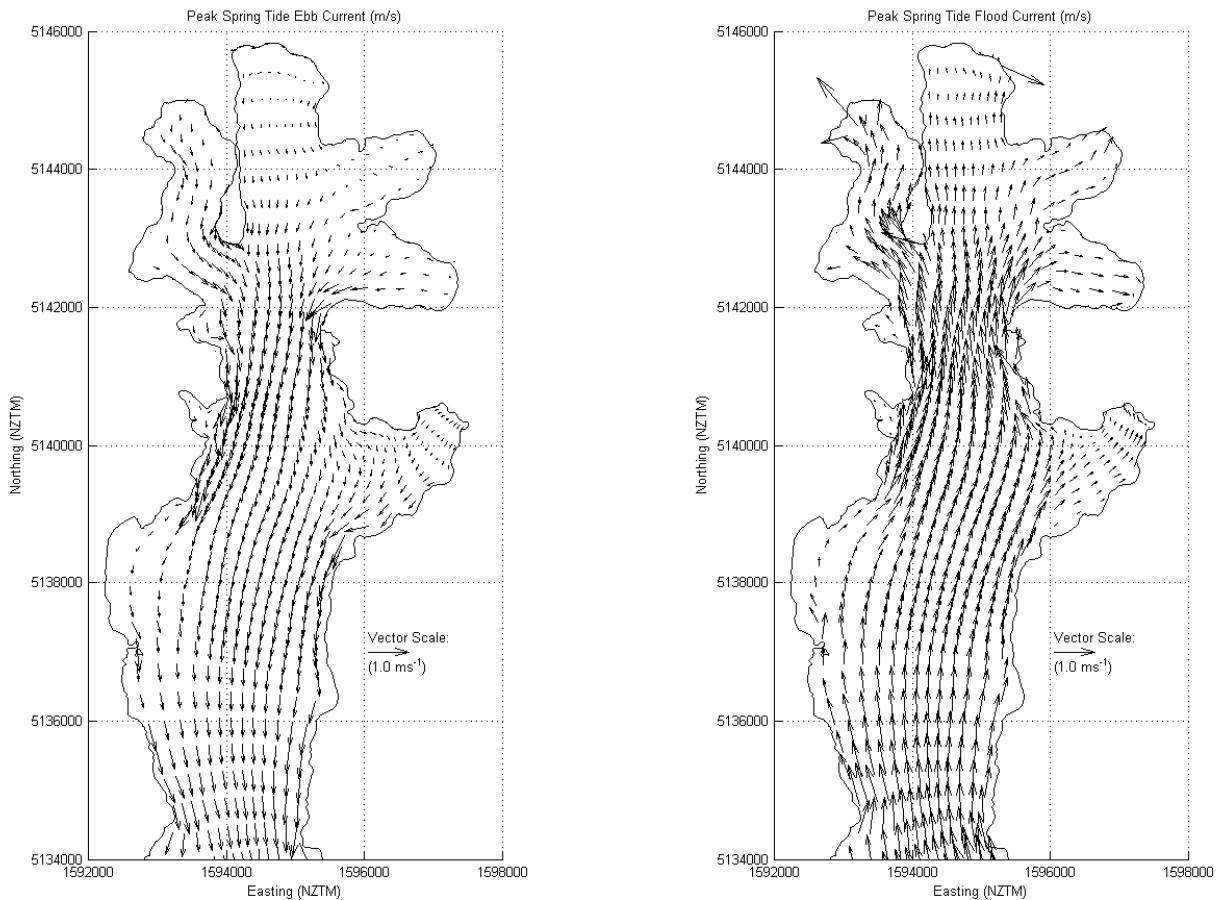 Peak Spring Tide Ebb Current (m/s)
5146000
5144000
5142000
5140000
5138000
5136000
5134000
Northing (NZTM)
Vector Scale:
(1.0 ms⁻¹)
1592000
1594000
1596000
1598000
Easting (NZTM)
Peak Spring Tide Flood Current (m/s)
5146000
5144000
5142000
5140000
5138000
5136000
5134000
Northing (NZTM)
Vector Scale:
(1.0 ms⁻¹)
1592000
1594000
1596000
1598000
Easting (NZTM)